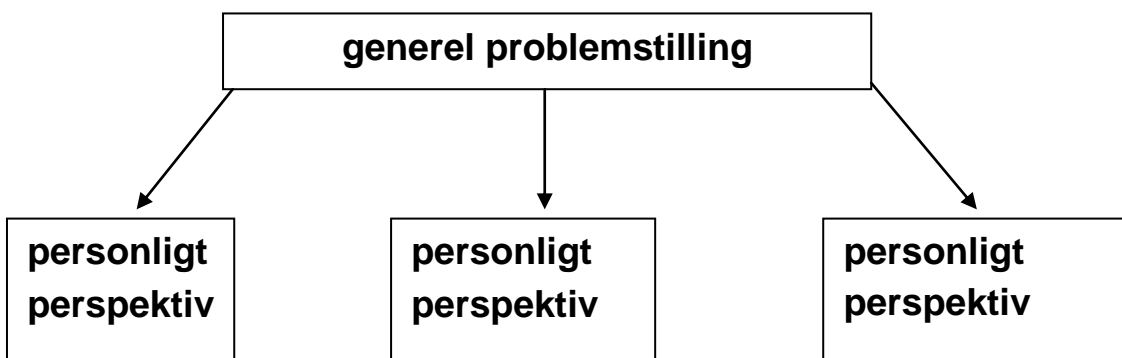 generel problemstilling
personligt
perspektiv
personligt
perspektiv
personligt
perspektiv